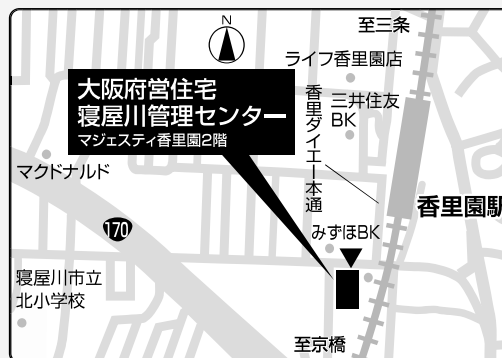 N
至三条
ライフ香里園店
大阪府営住宅
寝屋川管理センター
マジェスティ香里園2階
香里ダイエー本通
三井住友
BK
マクドナルド
香里園駅
170
みずほBK
寝屋川市立
北小学校
至京橋